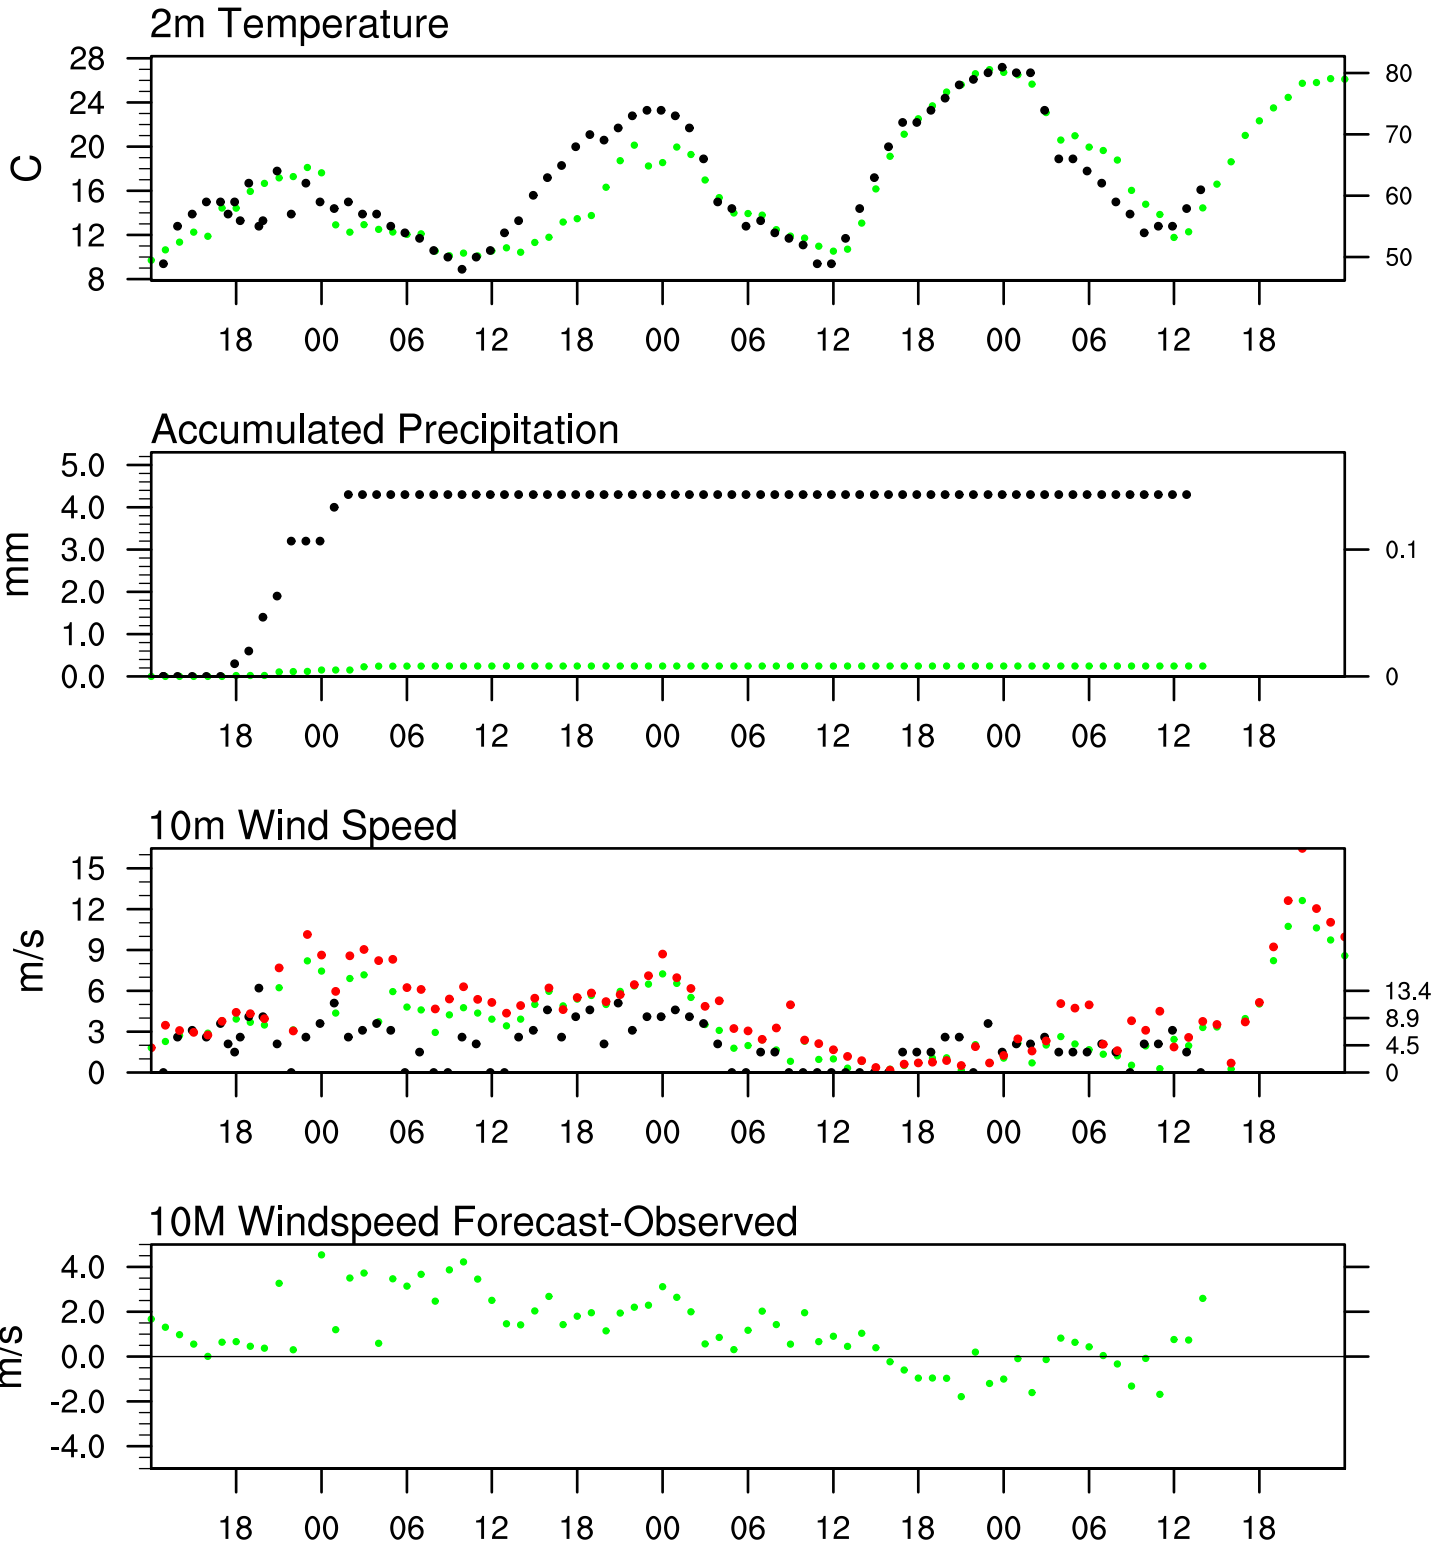 2m Temperature
28
24
20
16
12
8
C
80
70
60
50
18 00 06 12 18 00 06 12 18 00 06 12 18
Accumulated Precipitation
5.0
4.0
3.0
2.0
1.0
0.0
mm
0.1
0
18 00 06 12 18 00 06 12 18 00 06 12 18
10m Wind Speed
15
12
9
6
3
0
m/s
13.4
8.9
4.5
0
18 00 06 12 18 00 06 12 18 00 06 12 18
10M Windspeed Forecast-Observed
4.0
2.0
0.0
-2.0
-4.0
m/s
18 00 06 12 18 00 06 12 18 00 06 12 18